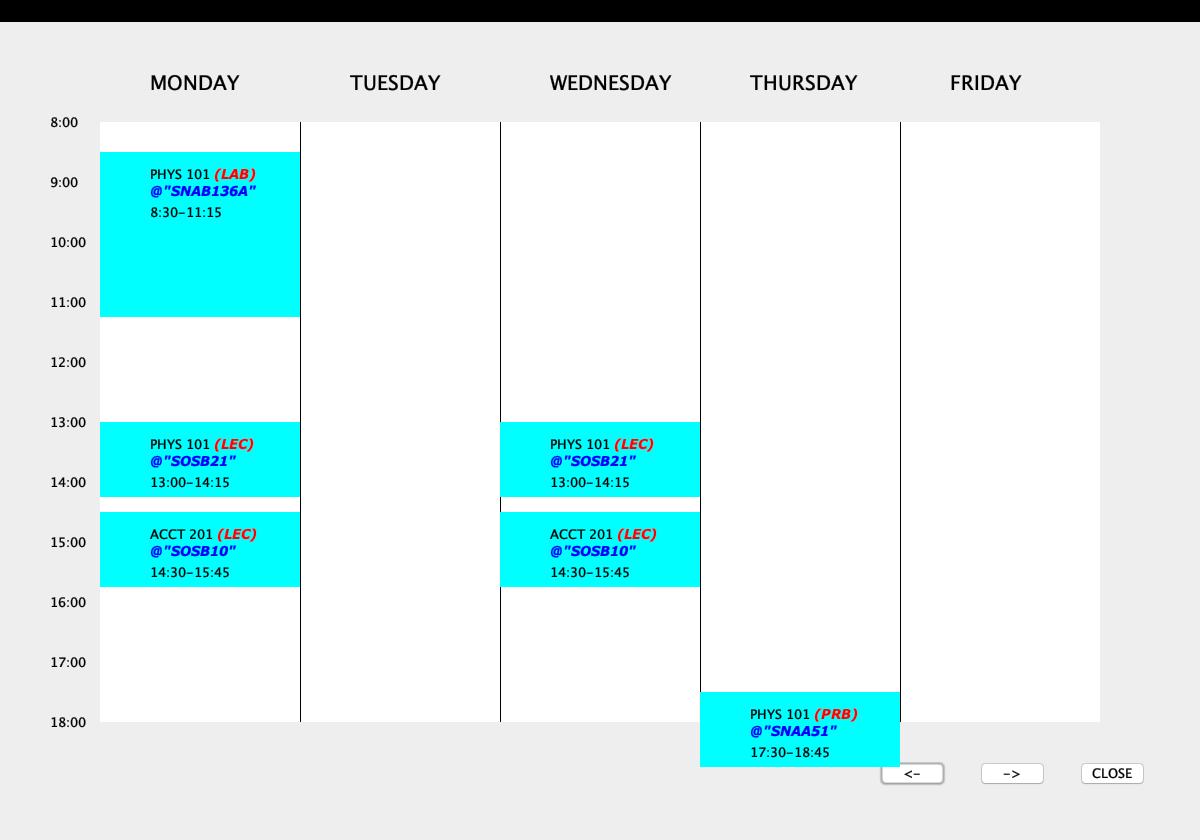 MONDAY TUESDAY WEDNESDAY THURSDAY FRIDAY
8:00
PHYS 101 (LAB)
9:00
@"SNAB136A"
8:30-11:15
10:00
11:00
12:00
13:00
PHYS 101 (LEC) PHYS 101 (LEC)
@"SOSB21" @"SOSB21"
14:00 13:00-14:15 13:00-14:15
ACCT 201 (LEC) ACCT 201 (LEC)
15:00
@"SOSB10" @"SOSB10"
14:30-15:45 14:30-15:45
16:00
17:00
PHYS 101 (PRB)
18:00
@"SNAA51"
17:30-18:45
<- -> CLOSE